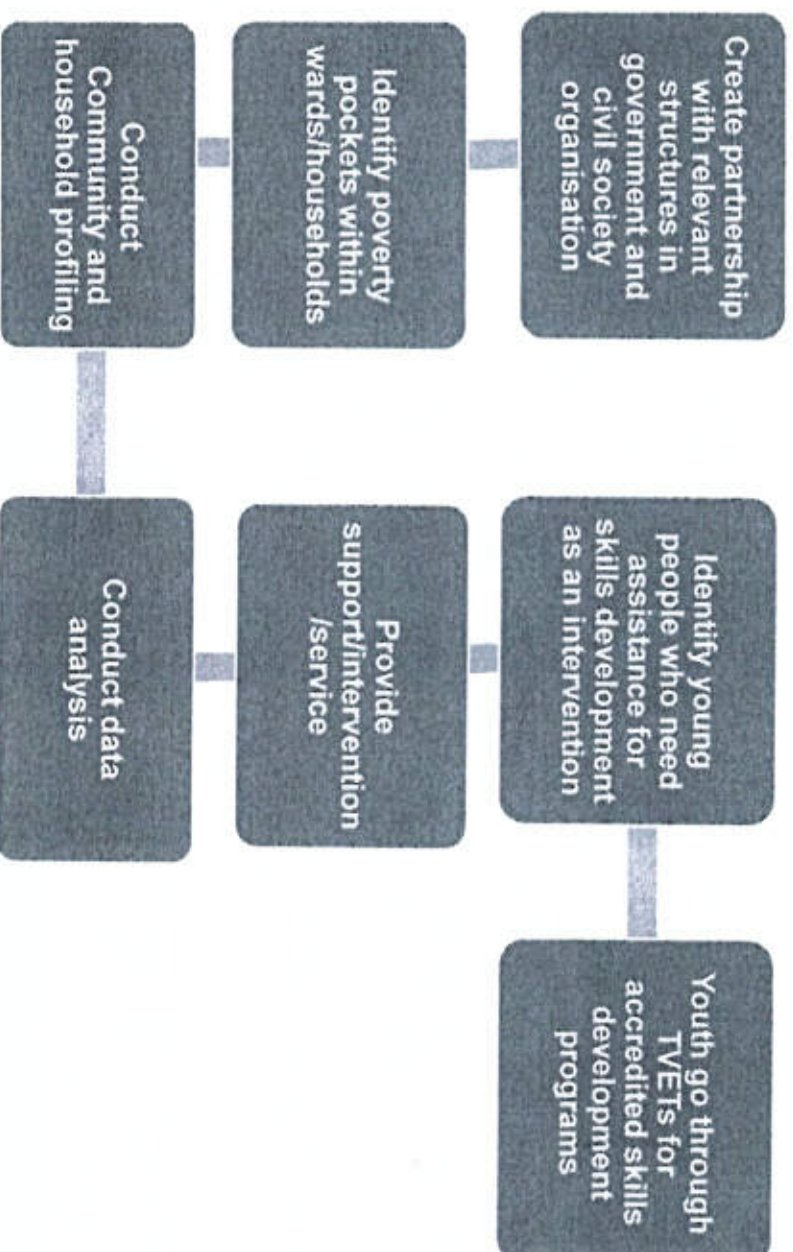 Create partnership
with relevant
structures in
government and
civil society
organisation
Identify poverty
pockets within
wards/households
Conduct
Community and
household profiling
Conduct data
analysis
Provide
support/intervention
/service
Identify young
people who need
assistance for
skills development
as an intervention
Youth go through
TVETs for
accredited skills
development
programs